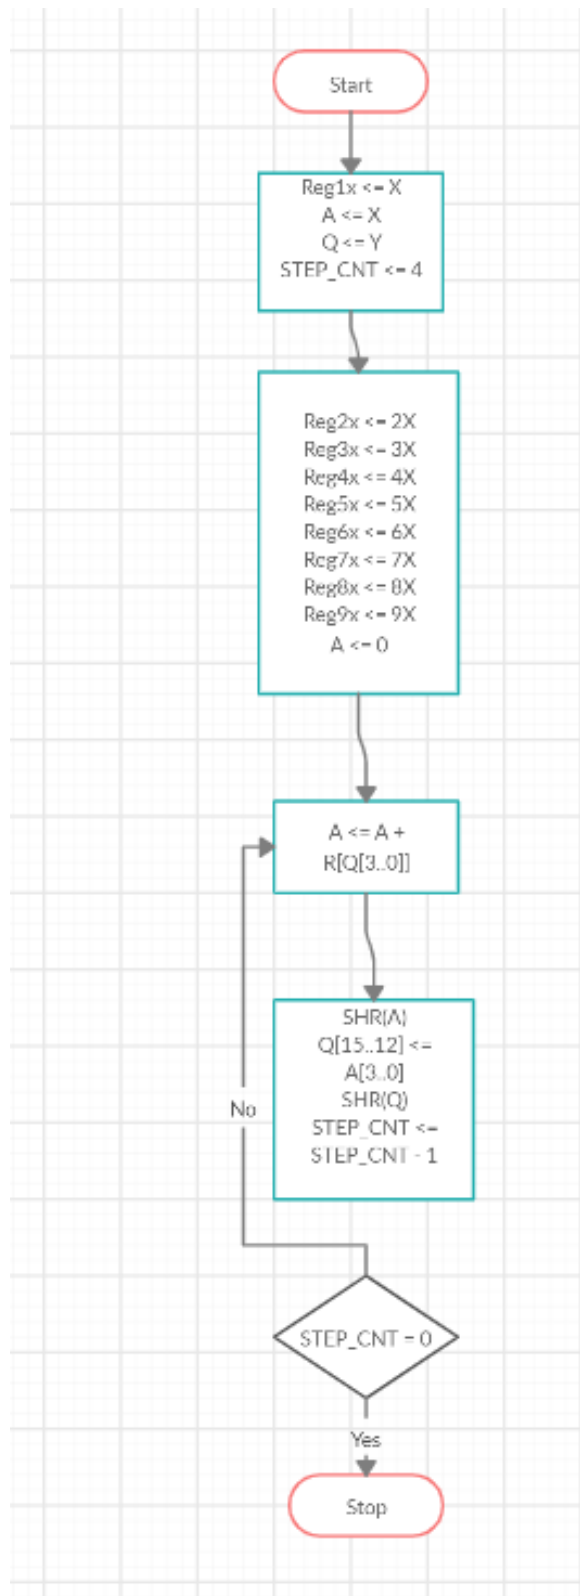 Start
Reg1x <= X
A <= X
Q <= Y
STEP_CNT <= 4
Reg2x <= 2X
Reg3x <= 3X
Reg4x <= 4X
Reg5x <= 5X
Reg6x <= 6X
Reg7x <= 7X
Reg8x <= 8X
Reg9x <= 9X
A <= 0
A <= A +
R[Q[3..0]]
SHR(A)
Q[15..12] <=
A[3..0]
SHR(Q)
STEP_CNT <=
STEP_CNT - 1
No
STEP_CNT = 0
Yes
Stop